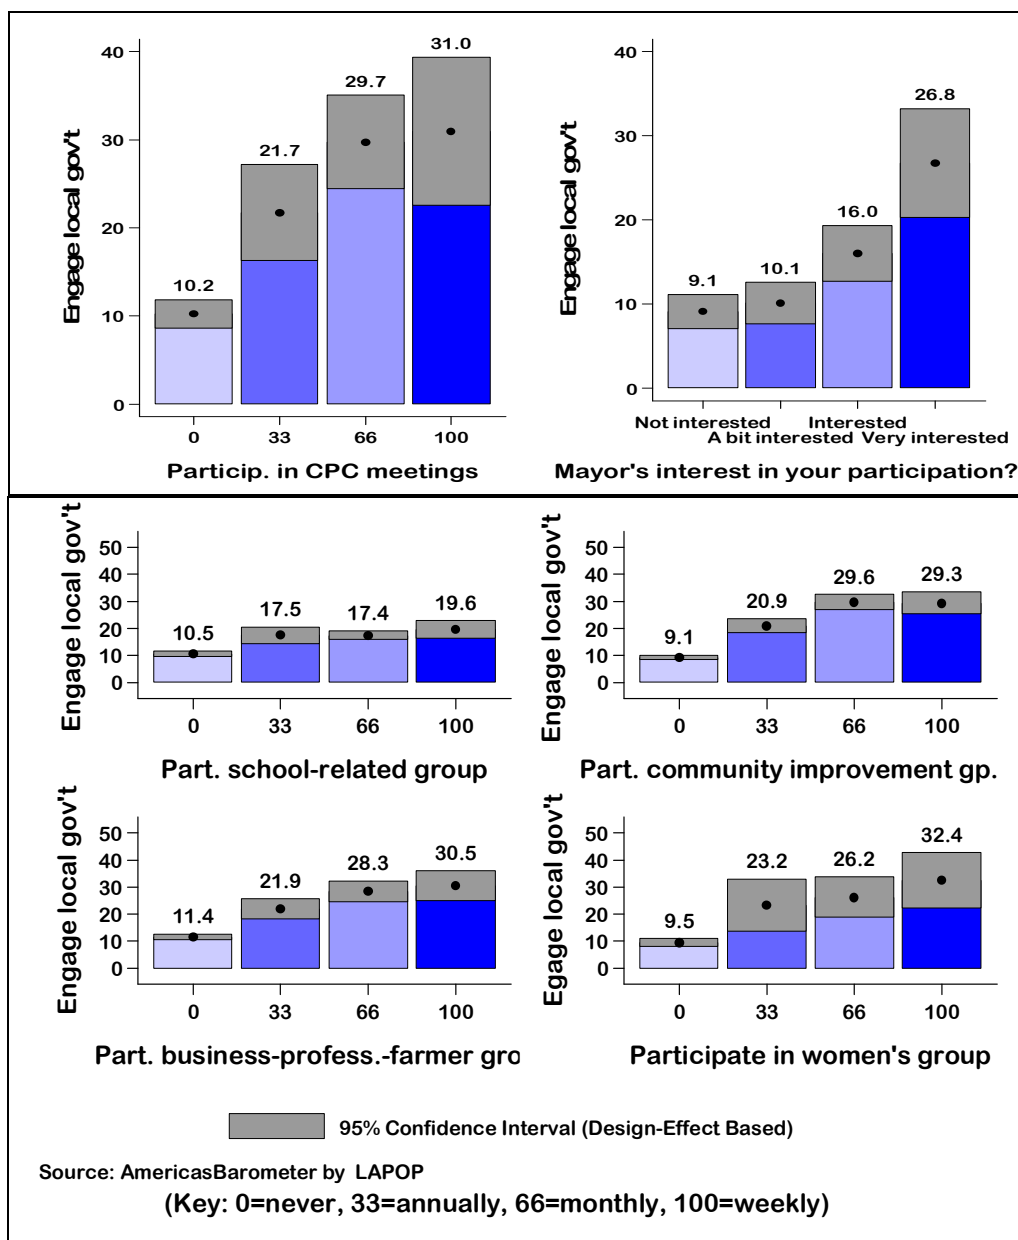 Engage local gov't
40
30
20
10
0
10.2
21.7
29.7
31.0
0 33 66 100
Particip. in CPC meetings
Engage local gov't
40
30
20
10
0
9.1
10.1
16.0
26.8
Not interested
A bit interested
Interested
Very interested
Mayor's interest in your participation?
Engage local gov't
50
40
30
20
10
0
10.5
17.5
17.4
19.6
0 33 66 100
Part. school-related group
Engage local gov't
50
40
30
20
10
0
9.1
20.9
29.6
29.3
0 33 66 100
Part. community improvement gp.
Engage local gov't
50
40
30
20
10
0
11.4
21.9
28.3
30.5
0 33 66 100
Part. business-profess.-farmer gro
Egage local gov't
50
40
30
20
10
0
9.5
23.2
26.2
32.4
0 33 66 100
Participate in women's group
95% Confidence Interval (Design-Effect Based)
Source: AmericasBarometer by LAPOP
(Key: 0=never, 33=annually, 66=monthly, 100=weekly)